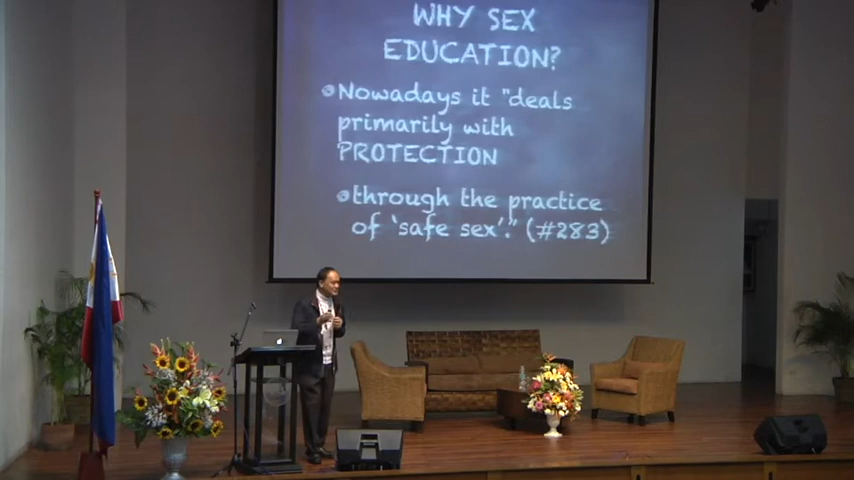 WHY SEX
EDUCATION?
Nowadays it "deals
primarily with
PROTECTION
through the practice
of 'safe sex'." (#283)